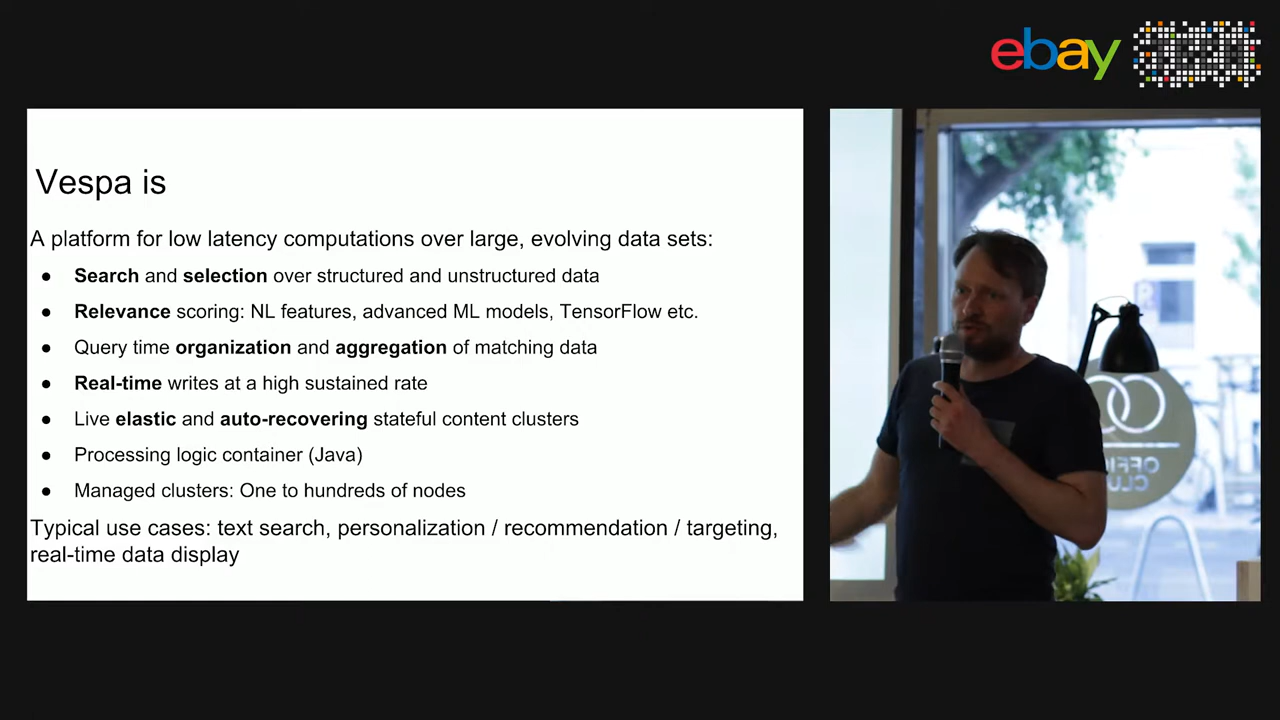 ebay
Vespa is
A platform for low latency computations over large, evolving data sets:
● Search and selection over structured and unstructured data
● Relevance scoring: NL features, advanced ML models, TensorFlow etc.
● Query time organization and aggregation of matching data
● Real-time writes at a high sustained rate
● Live elastic and auto-recovering stateful content clusters
● Processing logic container (Java)
● Managed clusters: One to hundreds of nodes
Typical use cases: text search, personalization / recommendation / targeting,
real-time data display